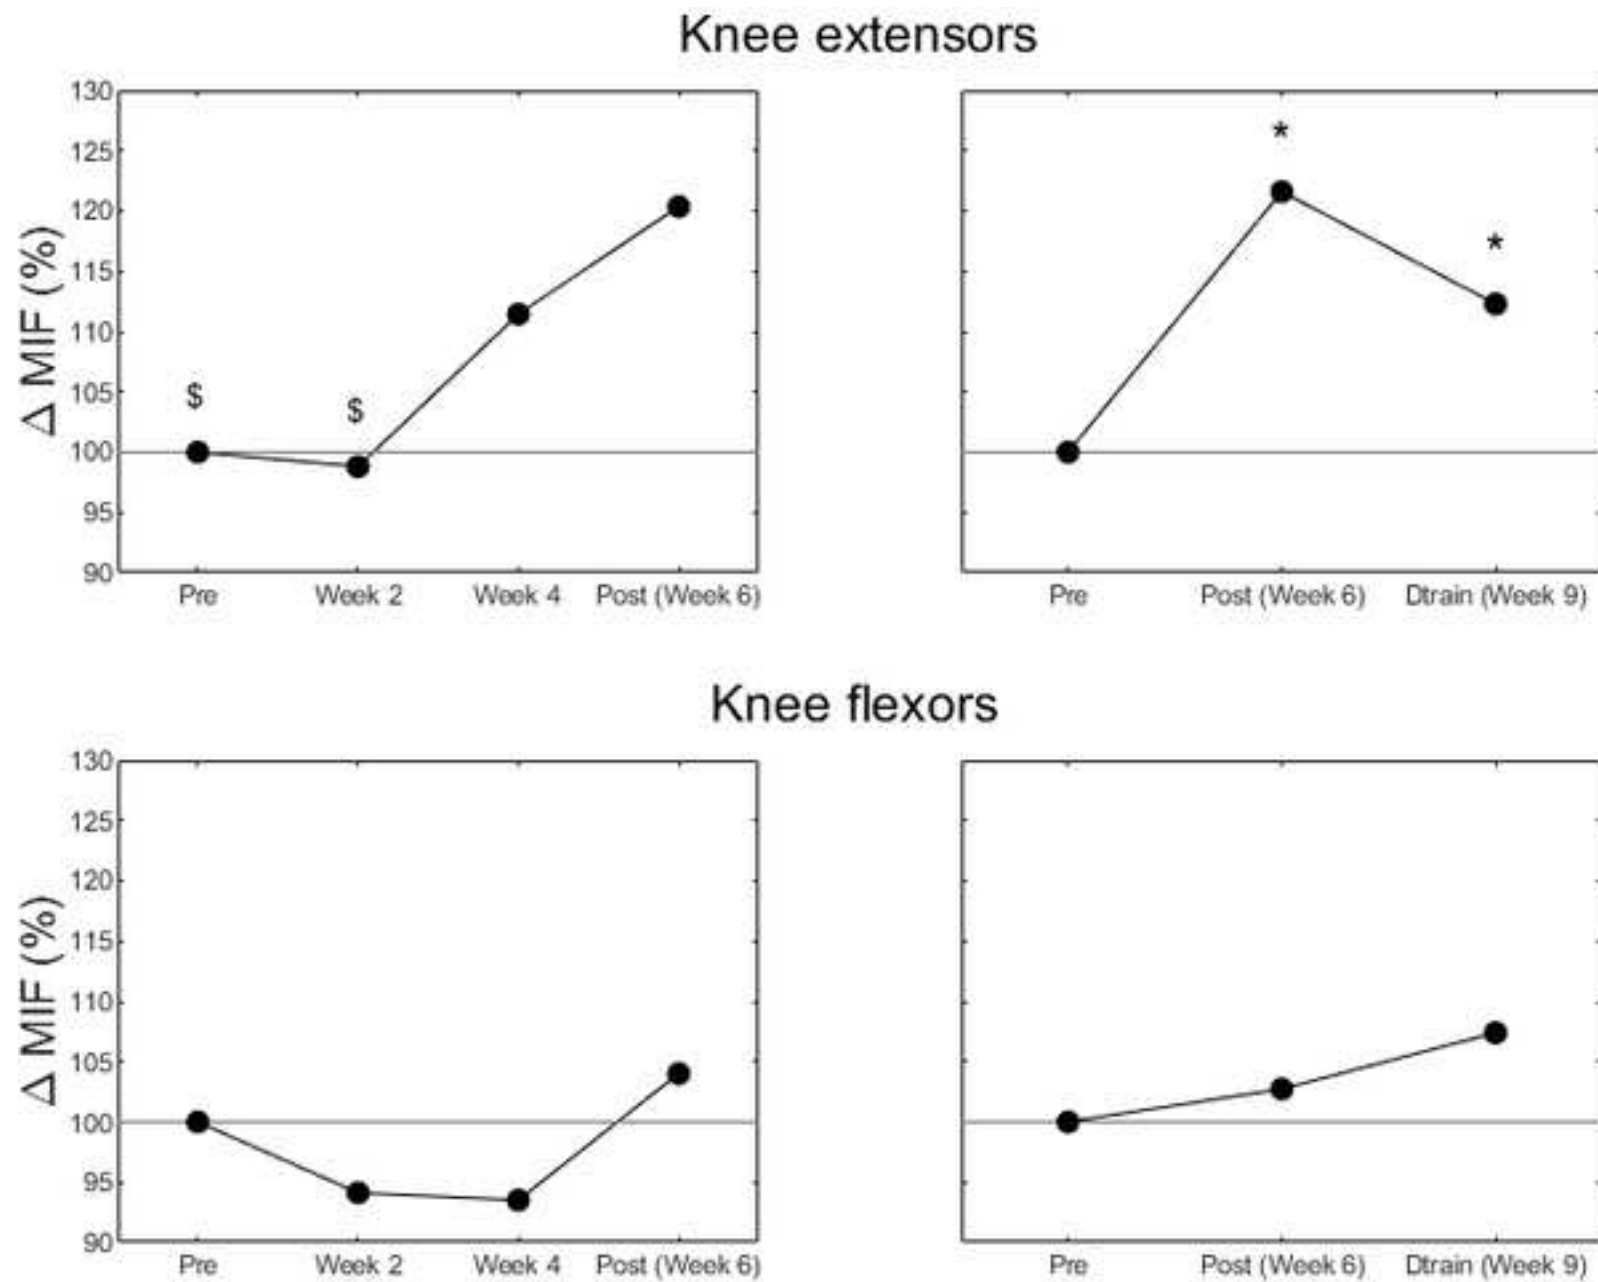 Knee extensors
Δ MIF (%)
130
125
120
115
110
105
100
95
90
$
$
Pre
Week 2
Week 4
Post (Week 6)
*
*
Pre
Post (Week 6)
Dtrain (Week 9)
Knee flexors
Δ MIF (%)
130
125
120
115
110
105
100
95
90
Pre
Week 2
Week 4
Post (Week 6)
Pre
Post (Week 6)
Dtrain (Week 9)